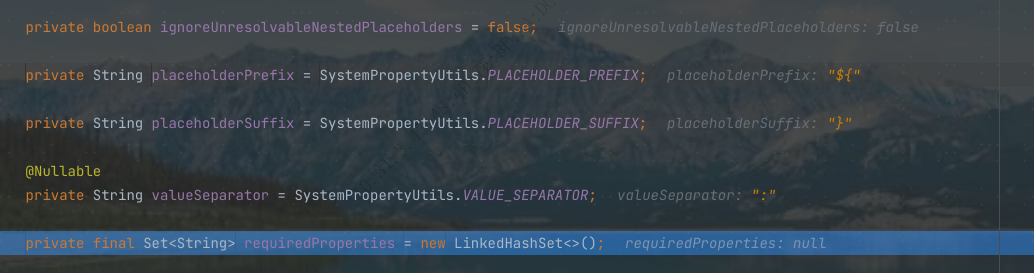 private boolean ignoreUnresolvableNestedPlaceholders = false; ignoreUnresolvableNestedPlaceholders: false
private String placeholderPrefix = SystemPropertyUtils.PLACEHOLDER_PREFIX; placeholderPrefix: "${"
private String placeholderSuffix = SystemPropertyUtils.PLACEHOLDER_SUFFIX; placeholderSuffix: "}"
@Nullable
private String valueSeparator = SystemPropertyUtils.VALUE_SEPARATOR; valueSeparator: ":"
private final Set<String> requiredProperties = new LinkedHashSet<>(); requiredProperties: null